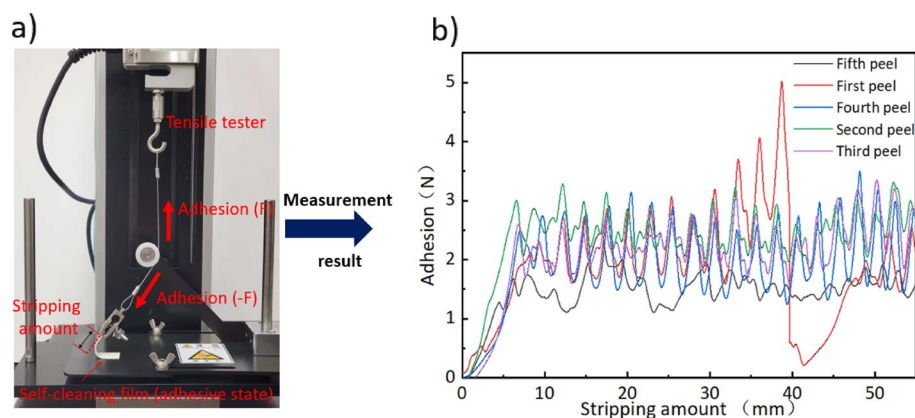 a)
Tensile tester
Adhesion (F)
Adhesion (-F)
Stripping
amount
Self-cleaning film (adhesive state)
Measurement
result
b)
Fifth peel
First peel
Fourth peel
Second peel
Third peel
Adhesion (N)
5
4
3
2
1
0
0 10 20 30 40 50
Stripping amount (mm)